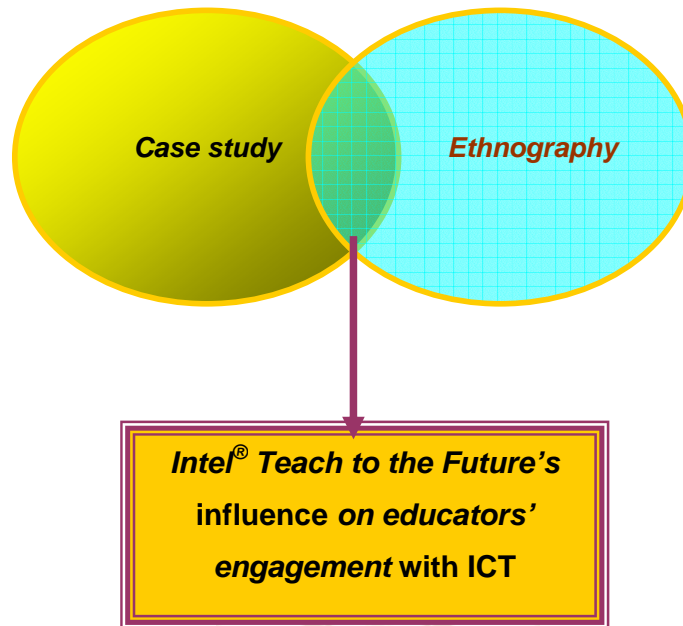 Case study
Ethnography
Intel® Teach to the Future's
influence on educators'
engagement with ICT